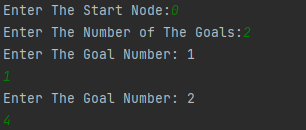 Enter The Start Node:0
Enter The Number of The Goals:2
Enter The Goal Number: 1
1
Enter The Goal Number: 2
4